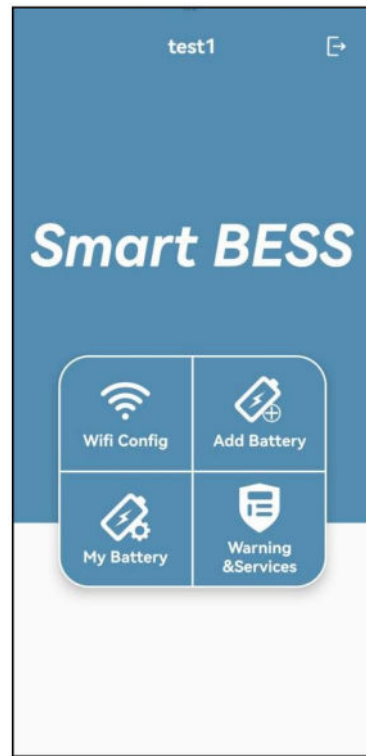 test1
Smart BESS
Wifi Config
Add Battery
My Battery
Warning
&Services